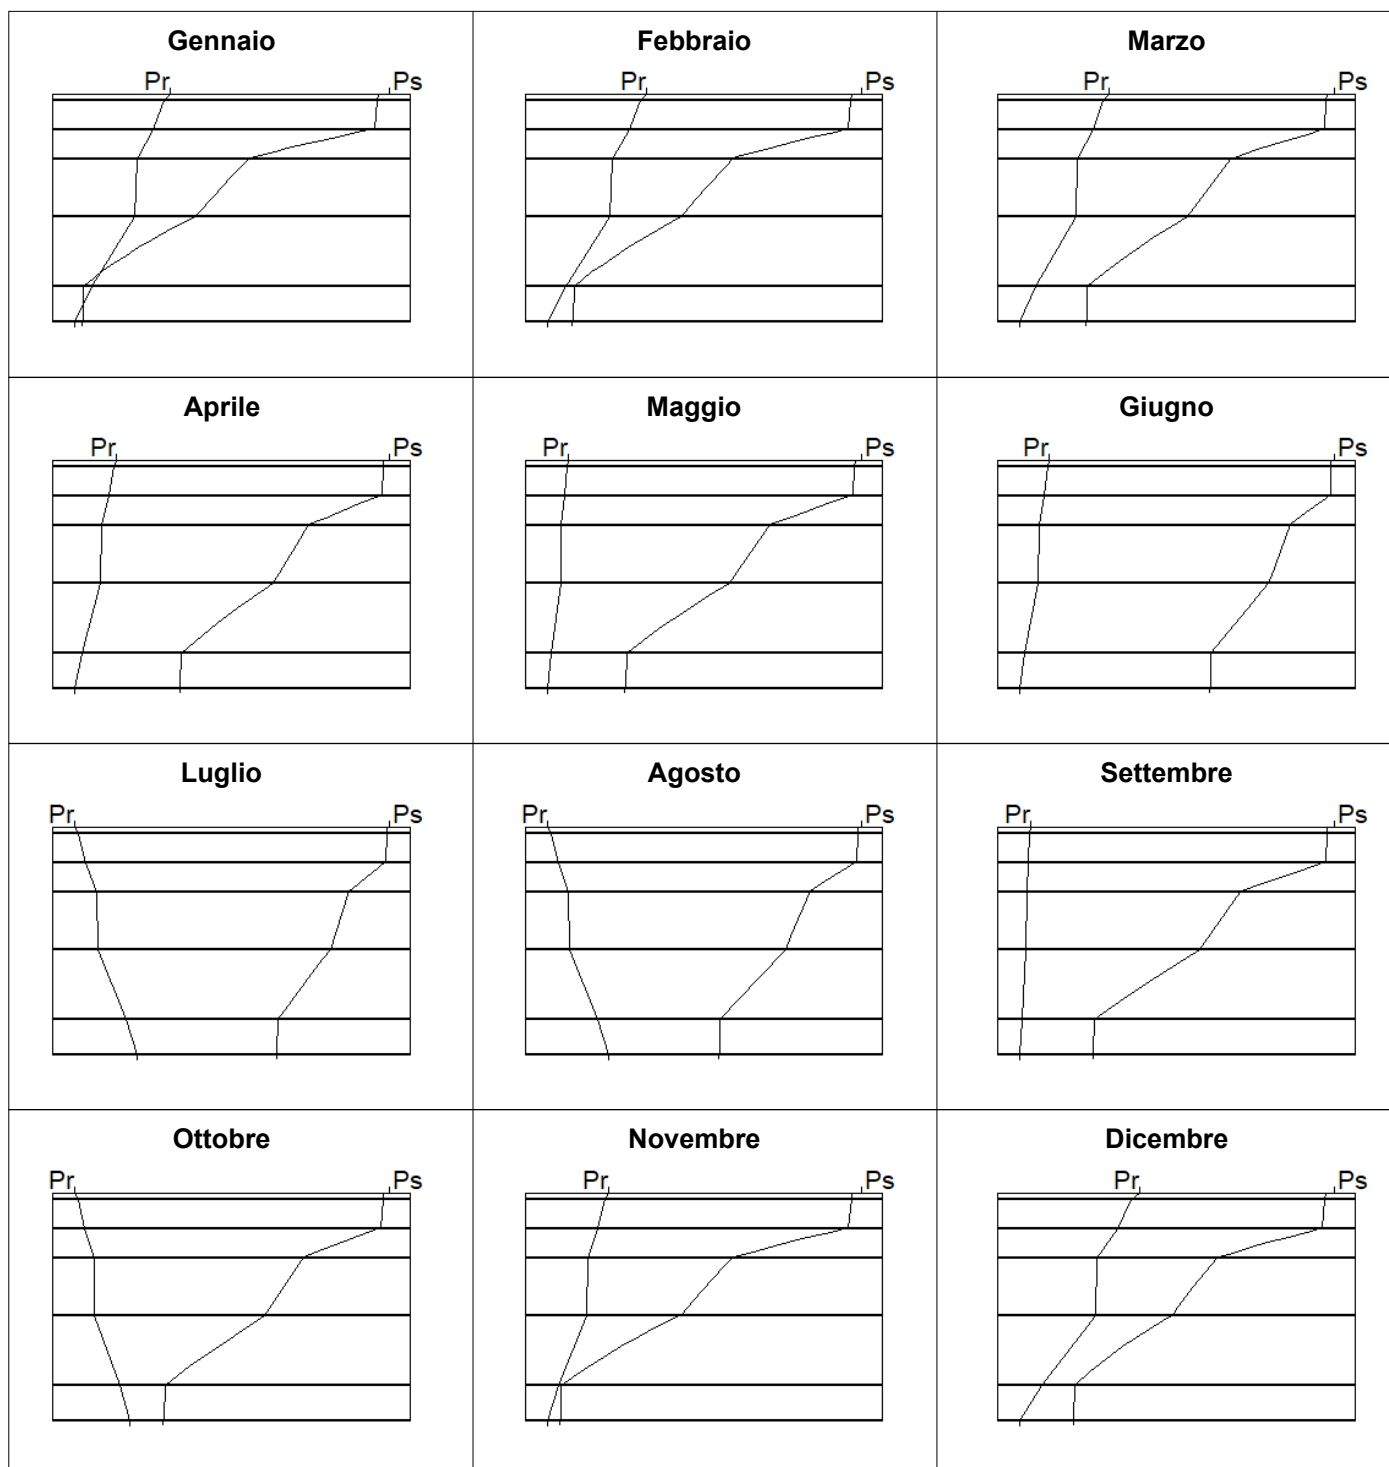 Gennaio
Pr Ps
Febbraio
Pr Ps
Marzo
Pr Ps
Aprile
Pr Ps
Maggio
Pr Ps
Giugno
Pr Ps
Luglio
Pr Ps
Agosto
Pr Ps
Settembre
Pr Ps
Ottobre
Pr Ps
Novembre
Pr Ps
Dicembre
Pr Ps